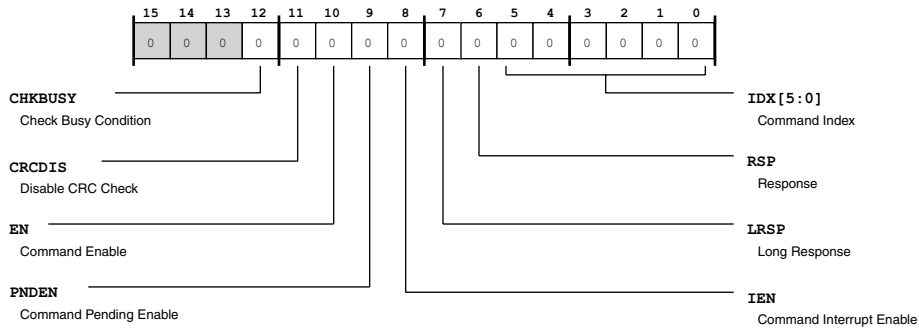 15 14 13 12 11 10 9 8 7 6 5 4 3 2 1 0
0 0 0 0 0 0 0 0 0 0 0 0 0 0 0 0
CHKBUSY
Check Busy Condition
CRCDIS
Disable CRC Check
EN
Command Enable
PNDEN
Command Pending Enable
IDX[5:0]
Command Index
RSP
Response
LRSP
Long Response
IEN
Command Interrupt Enable